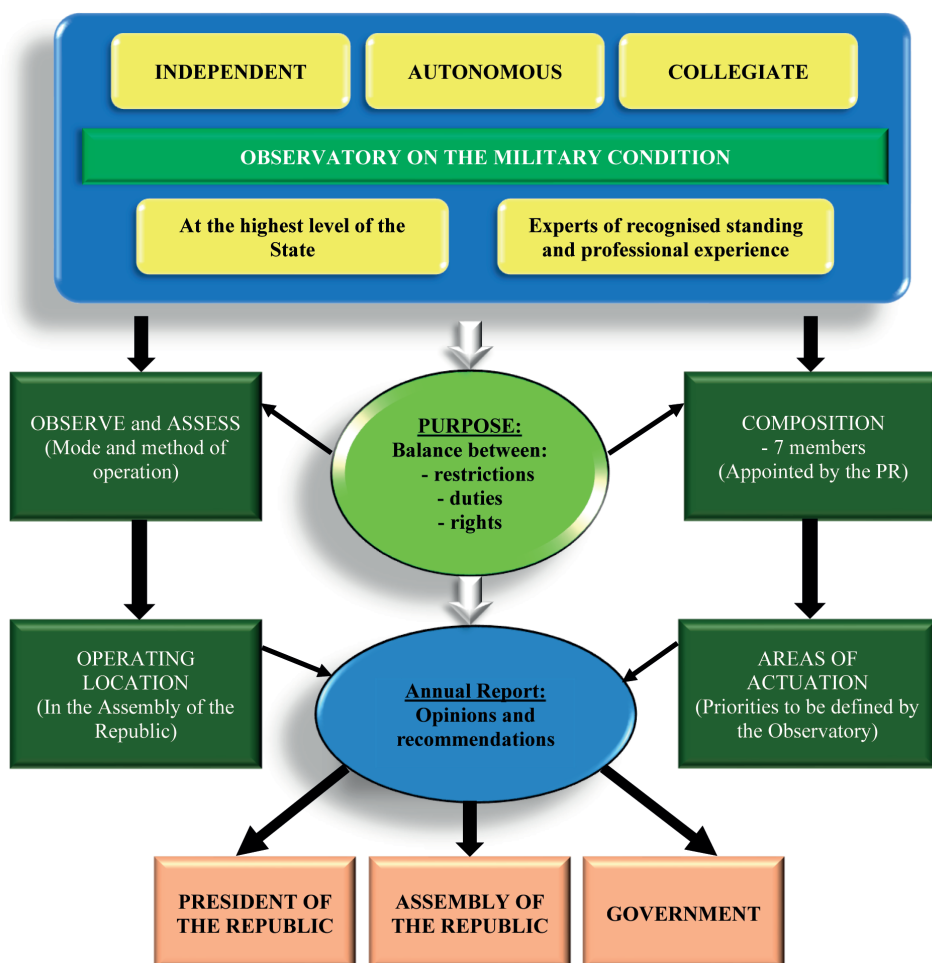 INDEPENDENT
AUTONOMOUS
COLLEGIATE
OBSERVATORY ON THE MILITARY CONDITION
At the highest level of the
State
Experts of recognised standing
and professional experience
OBSERVE and ASSESS
(Mode and method of
operation)
PURPOSE:
Balance between:
- restrictions
- duties
- rights
COMPOSITION
- 7 members
(Appointed by the PR)
OPERATING
LOCATION
(In the Assembly of the
Republic)
Annual Report:
Opinions and
recommendations
AREAS OF
ACTUATION
(Priorities to be defined by
the Observatory)
PRESIDENT OF
THE REPUBLIC
ASSEMBLY OF
THE REPUBLIC
GOVERNMENT